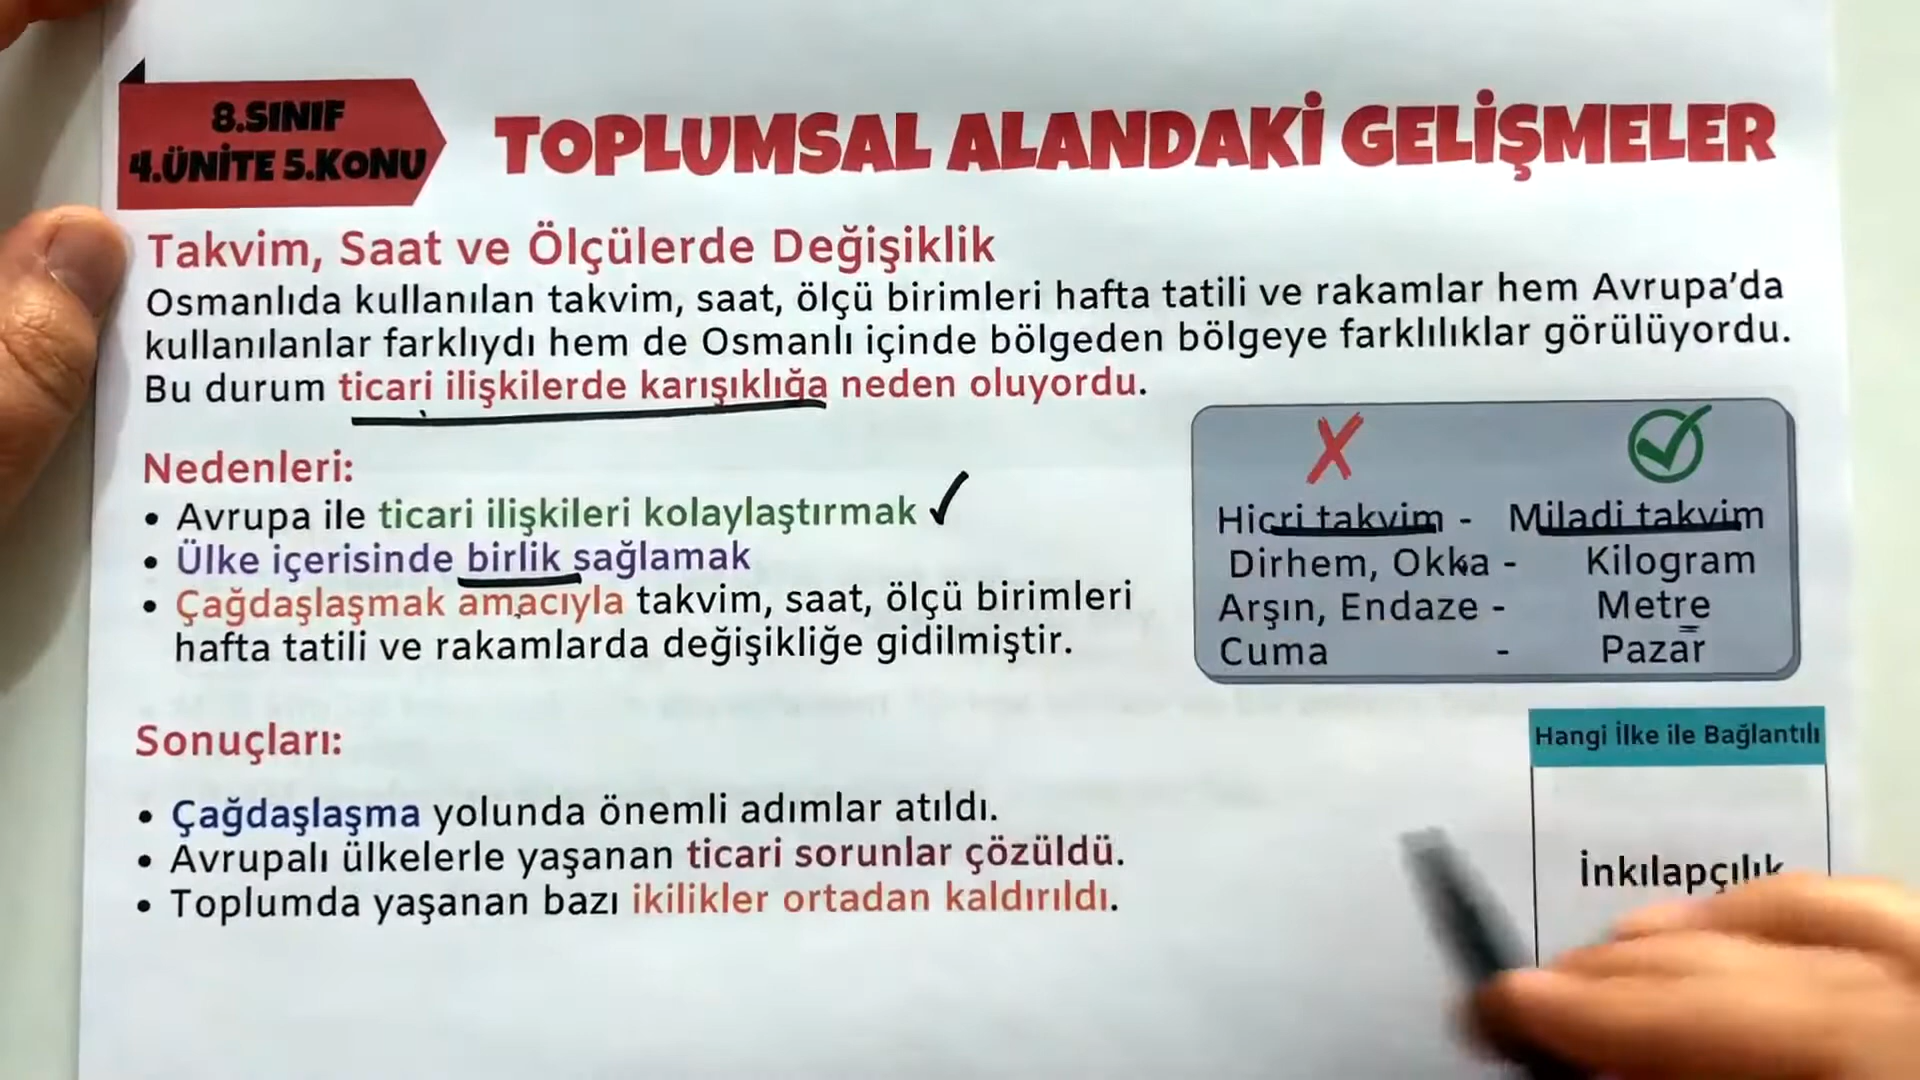 8.SINIF
4.ÜNİTE 5.KONU
TOPLUMSAL ALANDAKİ GELİŞMELER
Takvim, Saat ve Ölçülerde Değişiklik
Osmanlıda kullanılan takvim, saat, ölçü birimleri hafta tatili ve rakamlar hem Avrupa'da
kullanılanlar farklıydı hem de Osmanlı içinde bölgeden bölgeye farklılıklar görülüyordu.
Bu durum ticari ilişkilerde karışıklığa neden oluyordu.
Nedenleri:
• Avrupa ile ticari ilişkileri kolaylaştırmak
• Ülke içerisinde birlik sağlamak
• Çağdaşlaşmak amacıyla takvim, saat, ölçü birimleri
hafta tatili ve rakamlarda değişikliğe gidilmiştir.
Hicri takvim - Miladi takvim
Dirhem, Okka - Kilogram
Arşın, Endaze - Metre
Cuma - Pazar
Sonuçları:
• Çağdaşlaşma yolunda önemli adımlar atıldı.
• Avrupalı ülkelerle yaşanan ticari sorunlar çözüldü.
• Toplumda yaşanan bazı ikilikler ortadan kaldırıldı.
Hangi İlke ile Bağlantılı
İnkılapçılık